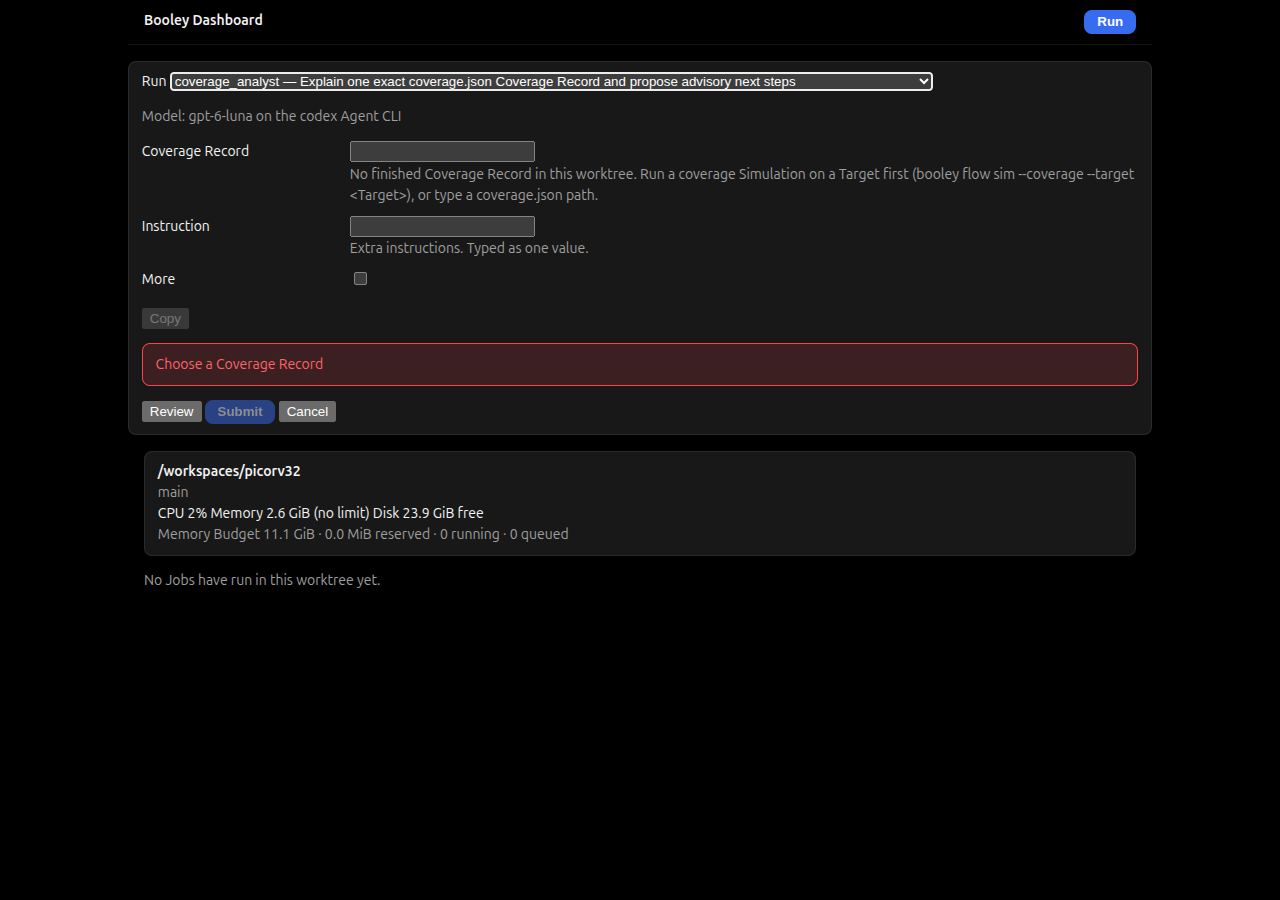 Booley Dashboard
Run
Run coverage_analyst — Explain one exact coverage.json Coverage Record and propose advisory next steps
Model: gpt-6-luna on the codex Agent CLI
Coverage Record
No finished Coverage Record in this worktree. Run a coverage Simulation on a Target first (booley flow sim --coverage --target
<Target>), or type a coverage.json path.
Instruction
Extra instructions. Typed as one value.
More
Copy
Choose a Coverage Record
Review Submit Cancel
/workspaces/picorv32
main
CPU 2% Memory 2.6 GiB (no limit) Disk 23.9 GiB free
Memory Budget 11.1 GiB · 0.0 MiB reserved · 0 running · 0 queued
No Jobs have run in this worktree yet.